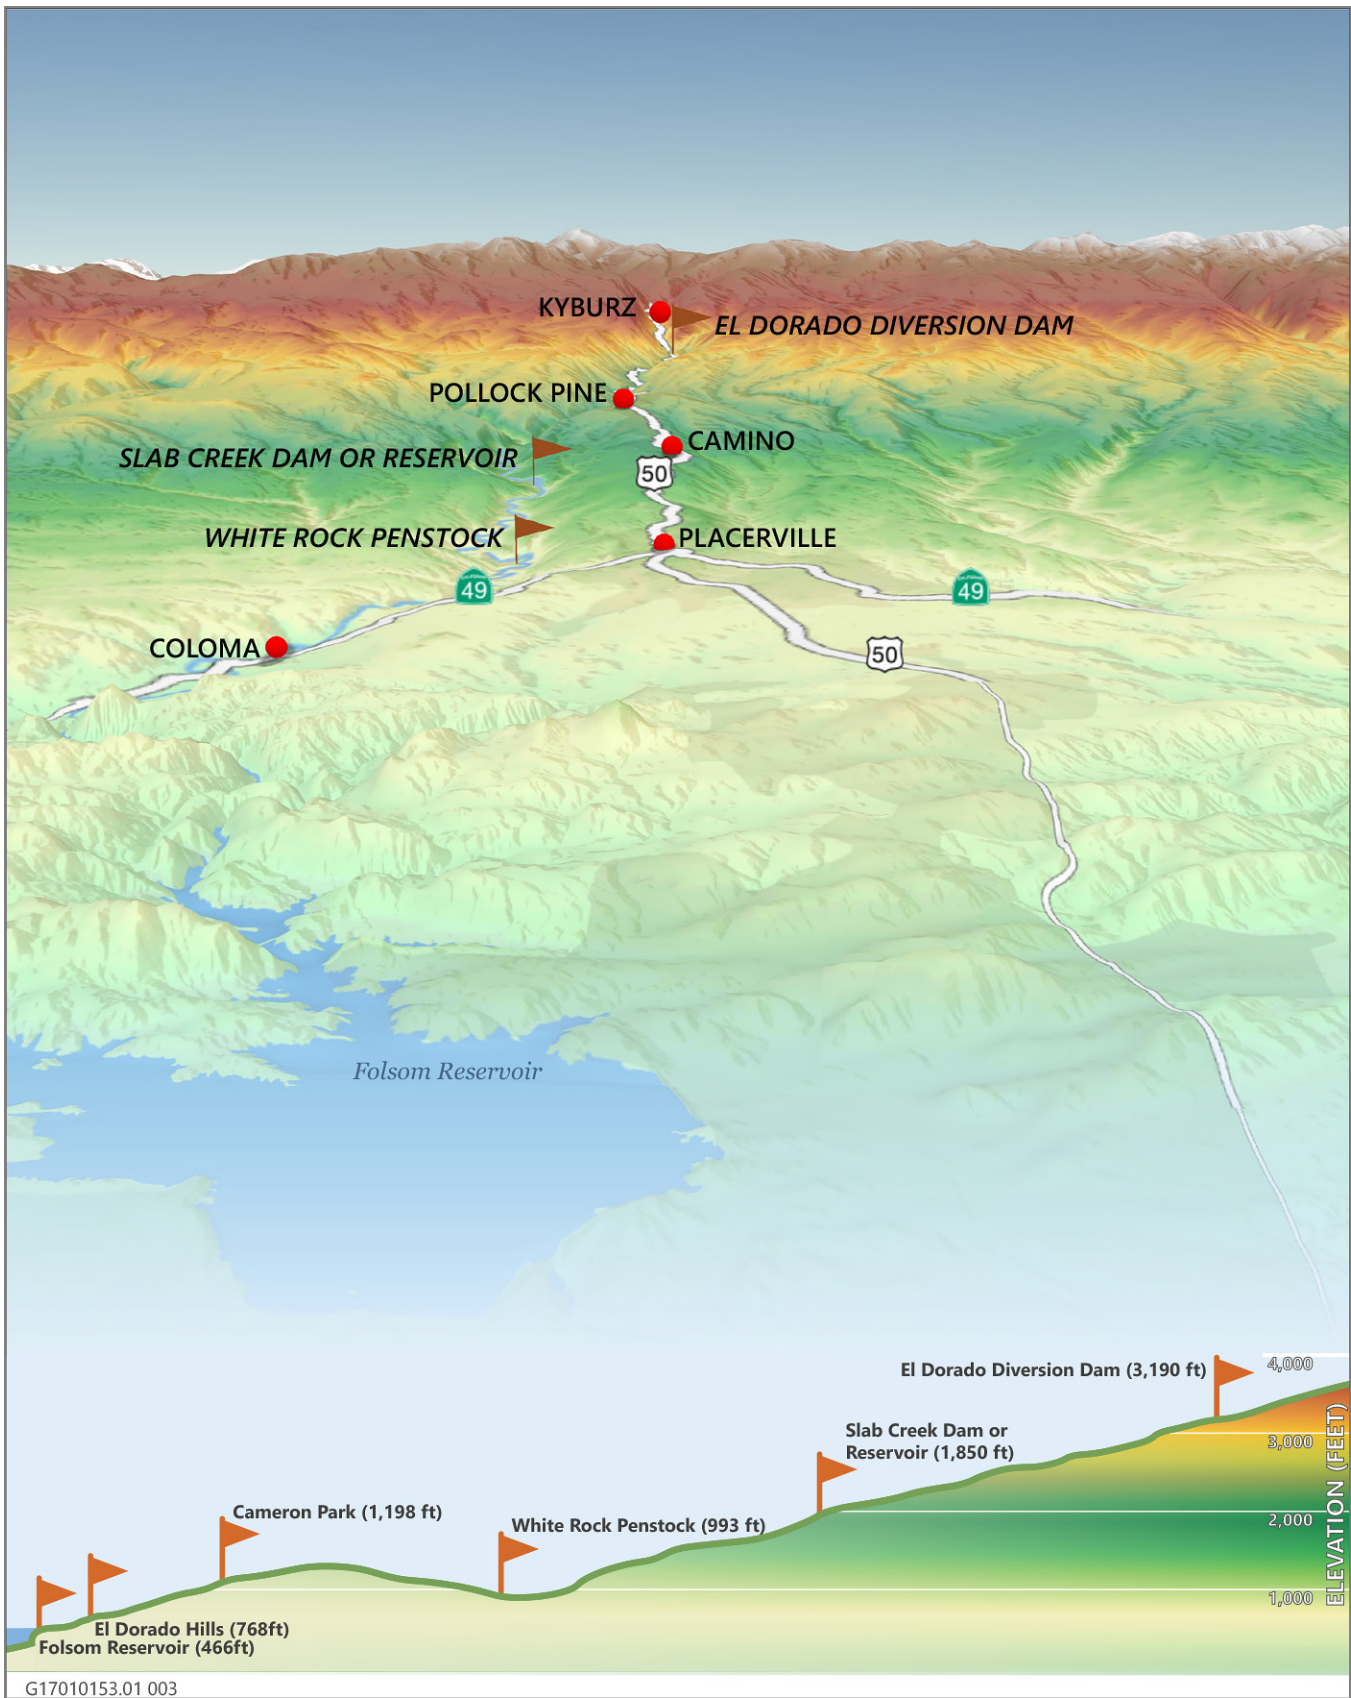 KYBURZ
EL DORADO DIVERSION DAM
POLLOCK PINE
CAMINO
SLAB CREEK DAM OR RESERVOIR
50
WHITE ROCK PENSTOCK
PLACERVILLE
CALIFORNIA
49
CALIFORNIA
49
COLOMA
50
Folsom Reservoir
El Dorado Diversion Dam (3,190 ft)
4,000
Slab Creek Dam or
Reservoir (1,850 ft)
3,000
Cameron Park (1,198 ft)
White Rock Penstock (993 ft)
2,000
1,000
ELEVATION (FEET)
El Dorado Hills (768ft)
Folsom Reservoir (466ft)
G17010153.01 003